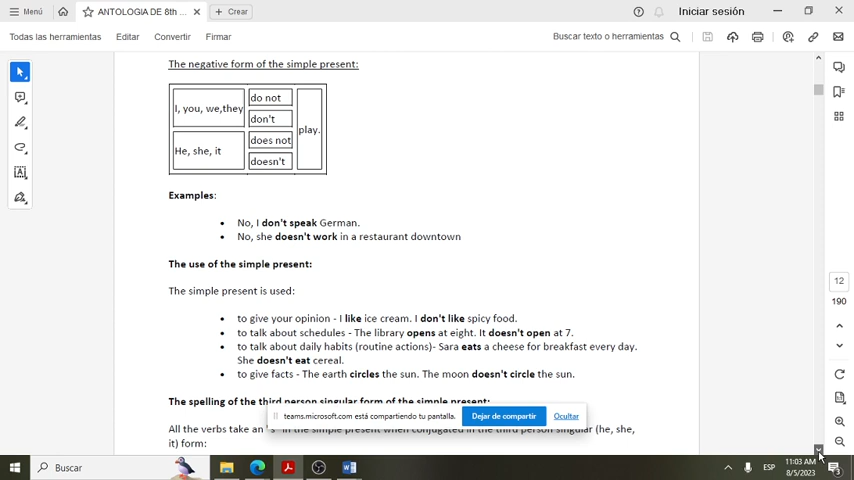 Menú
ANTOLOGIA DE 8th ...
Crear
Iniciar sesión
Todas las herramientas
Editar
Convertir
Firmar
Buscar texto o herramientas
The negative form of the simple present:
I, you, we,they
do not
don't
play.
He, she, it
does not
doesn't
Examples:
• No, I don't speak German.
• No, she doesn't work in a restaurant downtown
The use of the simple present:
The simple present is used:
• to give your opinion - I like ice cream. I don't like spicy food.
• to talk about schedules - The library opens at eight. It doesn't open at 7.
• to talk about daily habits (routine actions)- Sara eats a cheese for breakfast every day.
She doesn't eat cereal.
• to give facts - The earth circles the sun. The moon doesn't circle the sun.
The spelling of the third person singular form of the simple present:
teams.microsoft.com está compartiendo tu pantalla.
Dejar de compartir
Ocultar
All the verbs take an "s" in the simple present when conjugated in the third person singular (he, she,
it) form:
12
190
Buscar
ESP
11:03 AM
8/5/2023
3